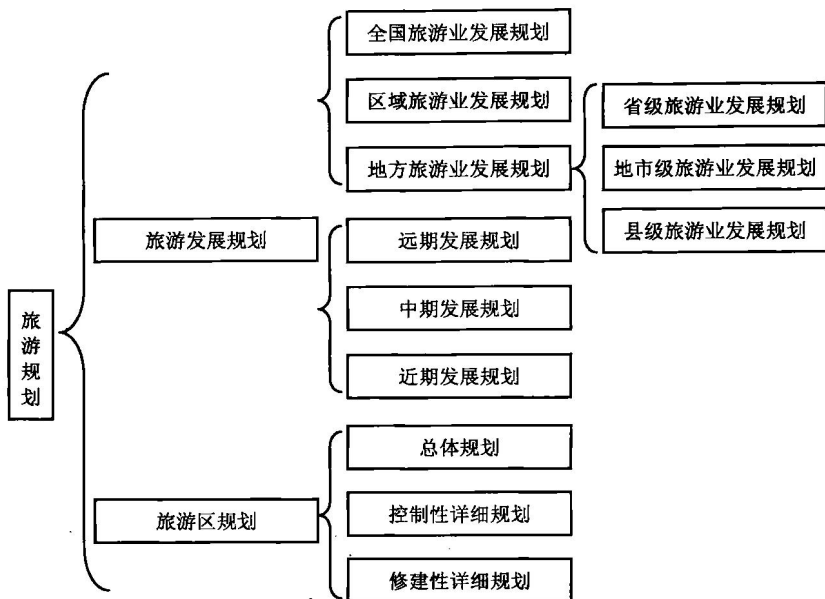 旅游规划
旅游发展规划
全国旅游业发展规划
区域旅游业发展规划
地方旅游业发展规划
省级旅游业发展规划
地市级旅游业发展规划
县级旅游业发展规划
远期发展规划
中期发展规划
近期发展规划
旅游区规划
总体规划
控制性详细规划
修建性详细规划